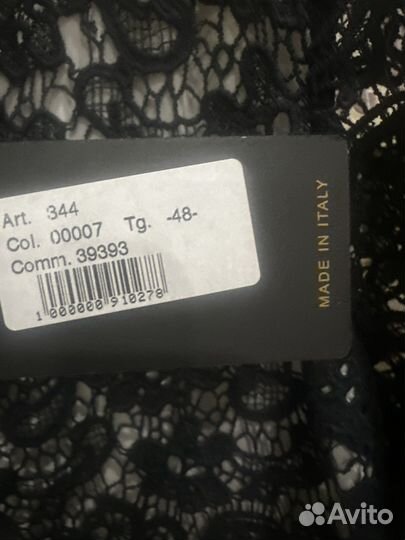 Art. 344
Col. 00007 Tg. -48-
Comm. 39393
1 000000 910278
MADE IN ITALY
Avito